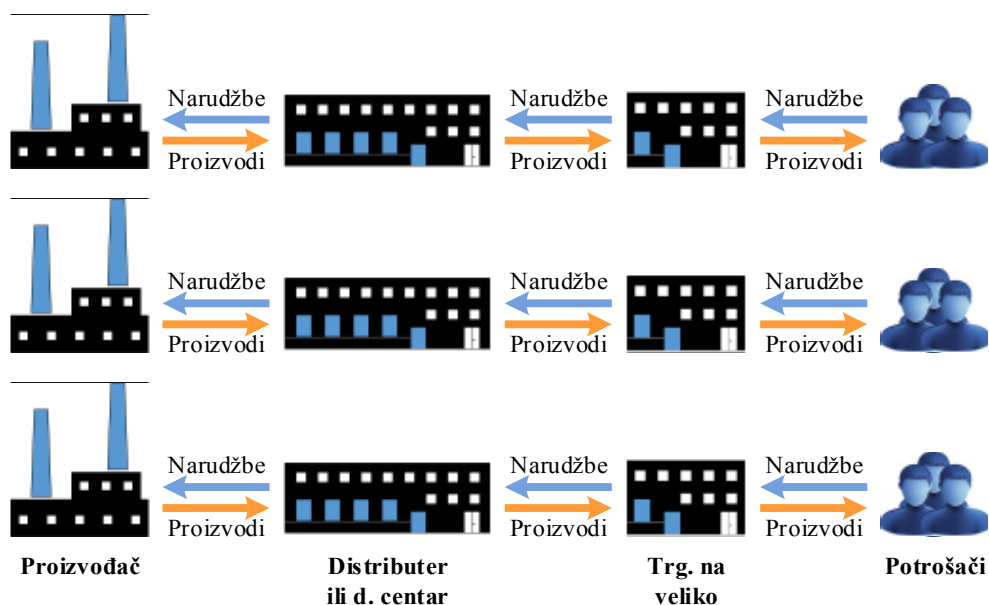 Narudžbe Narudžbe Narudžbe
Proizvodi Proizvodi Proizvodi
Narudžbe Narudžbe Narudžbe
Proizvodi Proizvodi Proizvodi
Narudžbe Narudžbe Narudžbe
Proizvodi Proizvodi Proizvodi
Proizvođač Distributer Trg. na Potrošači
ili d. centar veliko